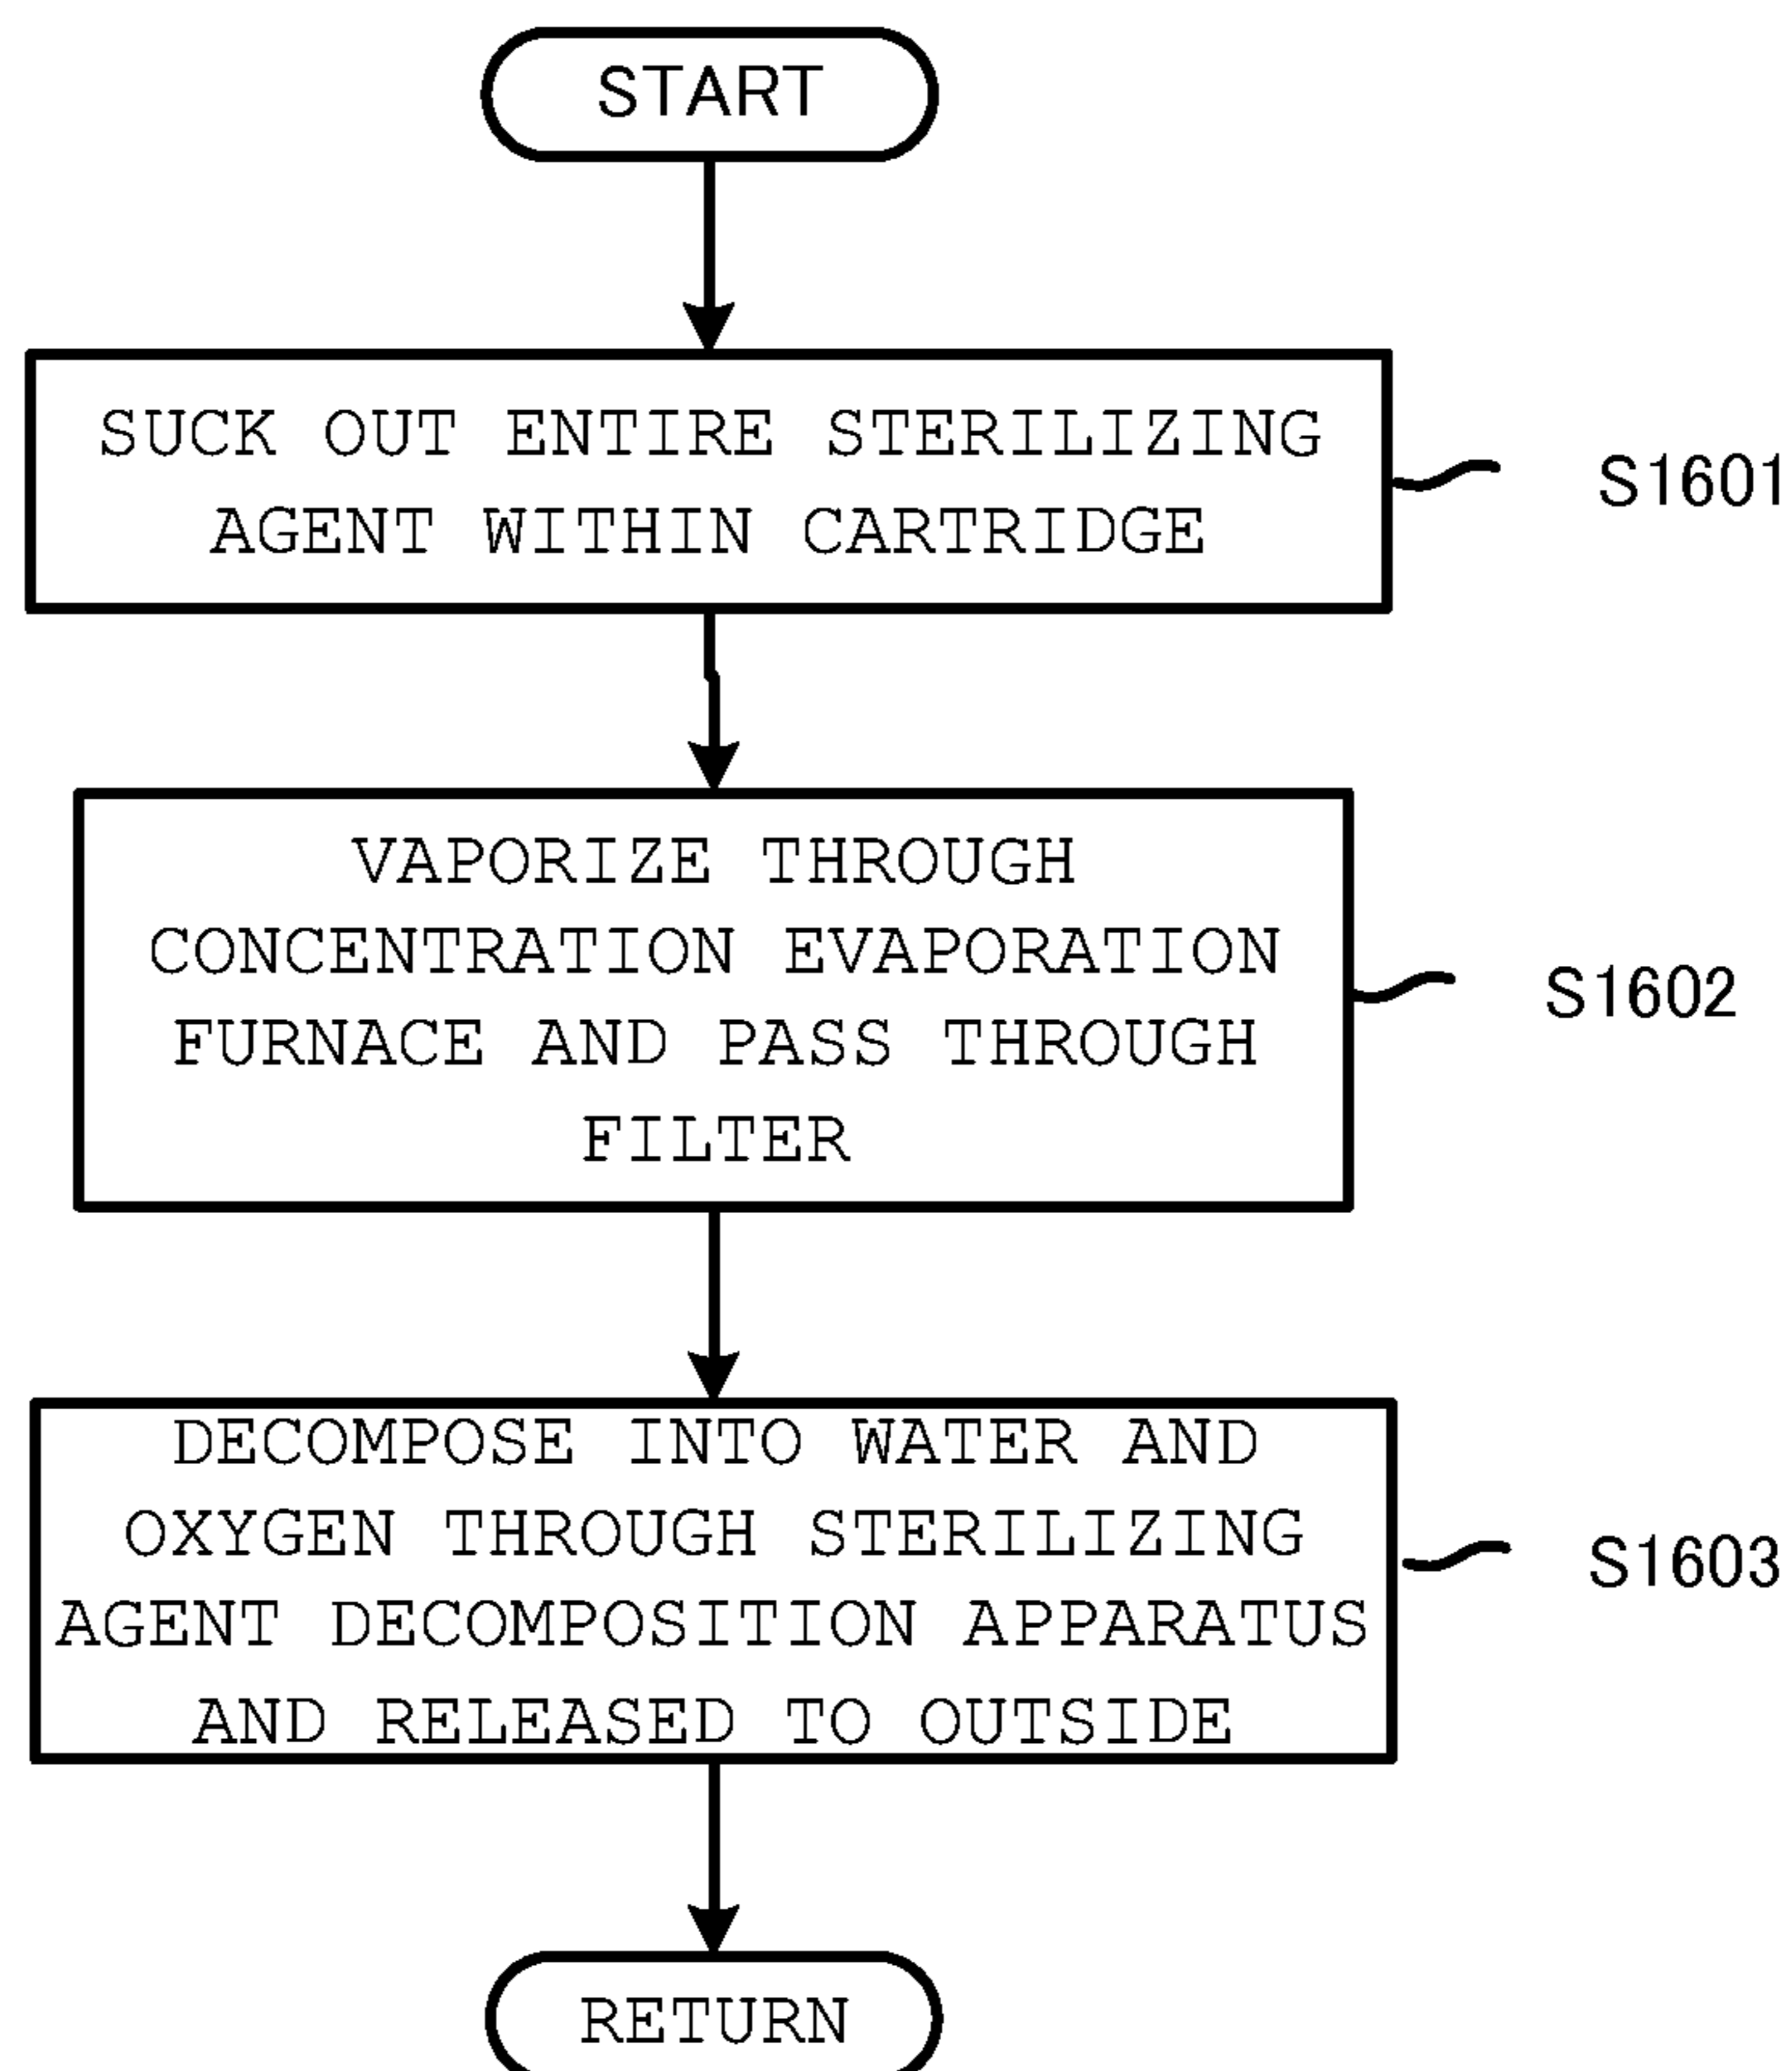 START
SUCK OUT ENTIRE STERILIZING
AGENT WITHIN CARTRIDGE
S1601
VAPORIZE THROUGH
CONCENTRATION EVAPORATION
FURNACE AND PASS THROUGH
FILTER
S1602
DECOMPOSE INTO WATER AND
OXYGEN THROUGH STERILIZING
AGENT DECOMPOSITION APPARATUS
AND RELEASED TO OUTSIDE
S1603
RETURN